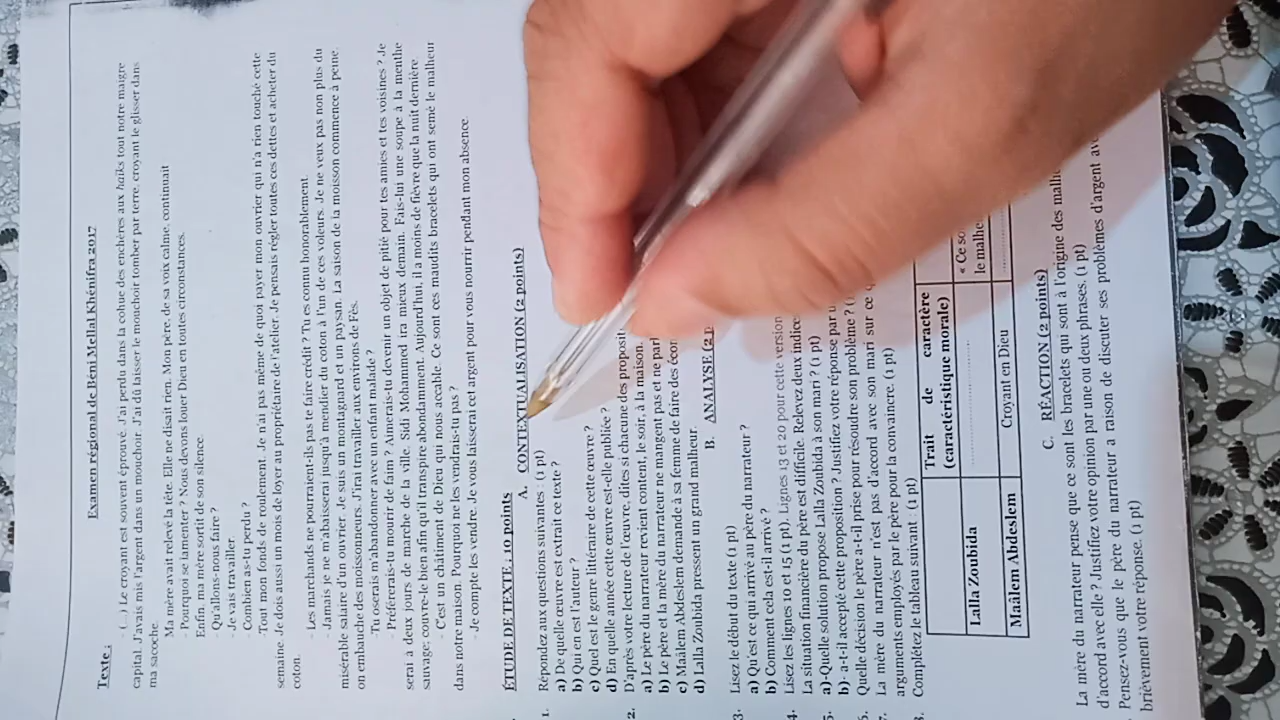 Examen régional de Béni Mellal Khénifra 2017
Texte :
- (…) Le croyant est souvent éprouvé. J'ai perdu dans la cohue des enchères aux haïks tout notre maigre
capital. J'avais mis l'argent dans un mouchoir. J'ai dû laisser le mouchoir tomber par terre, croyant le glisser dans
ma sacoche.
Ma mère avait relevé la tête. Elle ne disait rien. Mon père, de sa voix calme, continuait
- Pourquoi se lamenter ? Nous devons louer Dieu en toutes circonstances.
Enfin, ma mère sortit de son silence.
Qu'allons-nous faire ?
- Je vais travailler.
- Combien as-tu perdu ?
-Tout mon fonds de roulement. Je n'ai pas même de quoi payer mon ouvrier qui n'a rien touché cette
semaine. Je dois aussi un mois de loyer au propriétaire de l'atelier. Je pensais régler toutes ces dettes et acheter du
coton.
- Les marchands ne pourraient-ils pas te faire crédit ? Tu es connu honorablement.
- Jamais je ne m'abaisserai jusqu'à mendier du coton à l'un de ces voleurs. Je ne veux pas non plus du
misérable salaire d'un ouvrier. Je suis un montagnard et un paysan. La saison de la moisson commence à peine,
on embauche des moissonneurs. J'irai travailler aux environs de Fès.
-Tu oserais m'abandonner avec un enfant malade ?
- Préférerais-tu mourir de faim ? Aimerais-tu devenir un objet de pitié pour tes amies et tes voisines ? Je
serai à deux jours de marche de la ville. Sidi Mohammed ira mieux demain. Fais-lui une soupe à la menthe
sauvage, couvre-le bien afin qu'il transpire abondamment. Aujourd'hui, il a moins de fièvre que la nuit dernière.
- C'est un châtiment de Dieu qui nous accable. Ce sont ces maudits bracelets qui ont semé le malheur
dans notre maison. Pourquoi ne les vendrais-tu pas ?
- Je compte les vendre. Je vous laisserai cet argent pour vous nourrir pendant mon absence.
ÉTUDE DE TEXTE : 10 points
A. CONTEXTUALISATION (2 points)
1. Répondez aux questions suivantes : (1 pt)
a) De quelle œuvre est extrait ce texte ?
b) Qui en est l'auteur ?
c) Quel est le genre littéraire de cette œuvre ?
d) En quelle année cette œuvre est-elle publiée ?
2. D'après votre lecture de l'œuvre, dites si chacune des proposit
a) Le père du narrateur revient content, le soir, à la maison.
b) Le père et la mère du narrateur ne mangent pas et ne parl
c) Maâlem Abdeslem demande à sa femme de faire des écon
d) Lalla Zoubida pressent un grand malheur.
B. ANALYSE (2 p
3. Lisez le début du texte (1 pt)
a) Qu'est ce qui arrivé au père du narrateur ?
b) Comment cela est-il arrivé ?
4. Lisez les lignes 10 et 15 (1 pt). Lignes 13 et 20 pour cette version
La situation financière du père est difficile. Relevez deux indice
5. a)-Quelle solution propose Lalla Zoubida à son mari ? (1 pt)
b)- a-t-il accepté cette proposition ? Justifiez votre réponse par u
6. Quelle décision le père a-t-il prise pour résoudre son problème ? (
7. La mère du narrateur n'est pas d'accord avec son mari sur ce q
arguments employés par le père pour la convaincre. (1 pt)
8. Complétez le tableau suivant : (1 pt)
Trait de caractère
(caractéristique morale)
Lalla Zoubida .................... « Ce so
le malhe
Maâlem Abdeslem Croyant en Dieu ............
C. RÉACTION (2 points)
La mère du narrateur pense que ce sont les bracelets qui sont à l'origine des malh
d'accord avec elle ? Justifiez votre opinion par une ou deux phrases. (1 pt)
Pensez-vous que le père du narrateur a raison de discuter ses problèmes d'argent av
brièvement votre réponse. (1 pt)